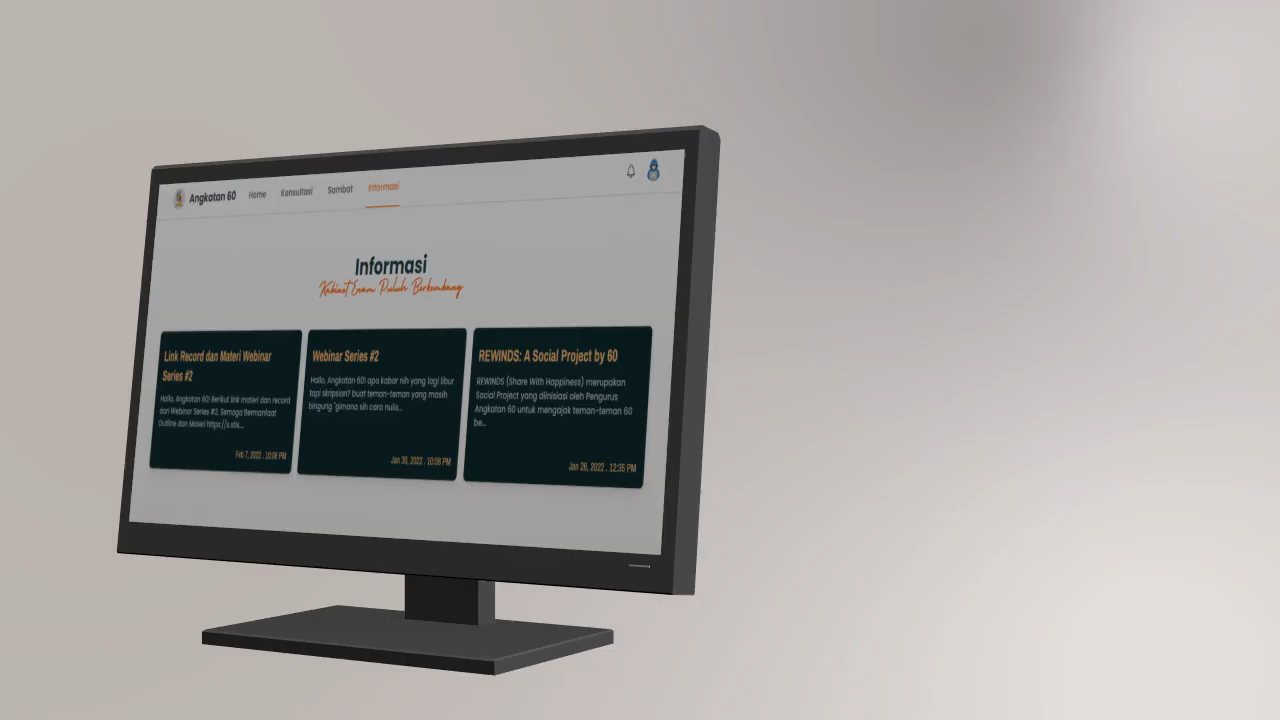 Angkatan 60 Home Konsultasi Sambat Informasi
Informasi
Kabinet Enam Puluh Berkembang
Link Record dan Materi Webinar
Series #2
Hallo, Angkatan 60! Berikut link materi dan record
dari Webinar Series #2. Semoga Bermanfaat
Outline dan Materi https://s.stis...
Feb 7, 2022 . 10:06 PM
Webinar Series #2
Hallo, Angkatan 60! apa kabar nih yang lagi libur
tapi skripsian? buat teman-teman yang masih
bingung "gimana sih cara nulis...
Jan 30, 2022 . 10:08 PM
REWINDS: A Social Project by 60
REWINDS (Share With Happiness) merupakan
Social Project yang diinisiasi oleh Pengurus
Angkatan 60 untuk mengajak teman-teman 60
be...
Jan 26, 2022 . 12:35 PM